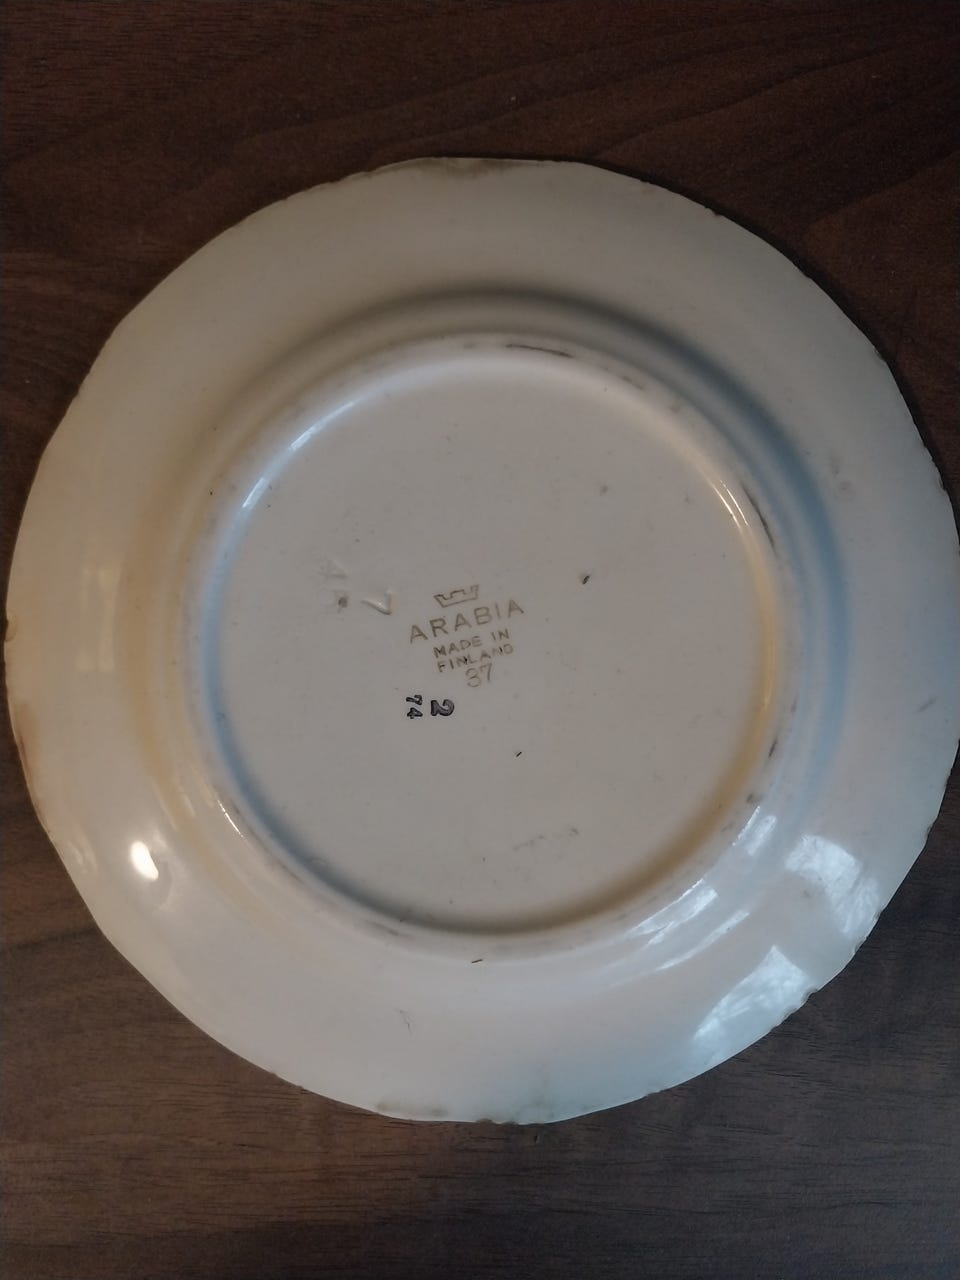 ARABIA
MADE IN
FINLAND
37
2
74